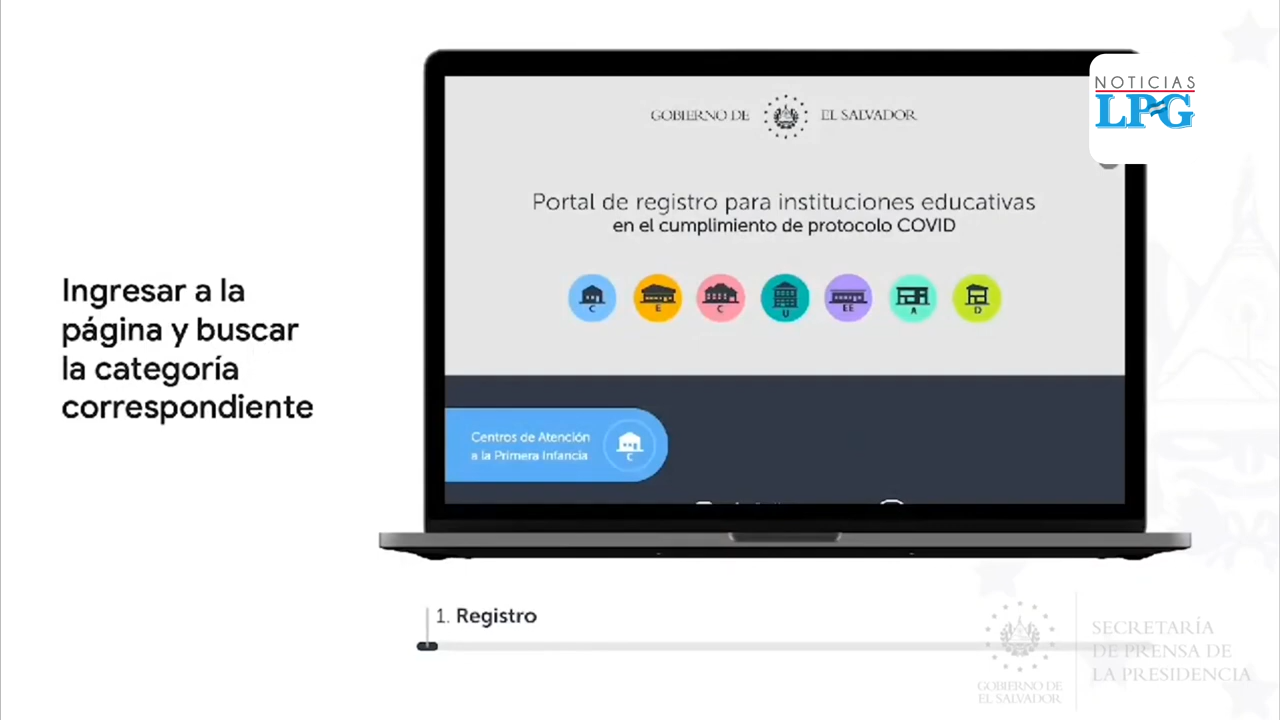 NOTICIAS
LPG
GOBIERNO DE EL SALVADOR
Portal de registro para instituciones educativas
en el cumplimiento de protocolo COVID
C E C U EE A D
Ingresar a la
página y buscar
la categoría
correspondiente
Centros de Atención
a la Primera Infancia
C
1. Registro
GOBIERNO DE
EL SALVADOR
SECRETARÍA
DE PRENSA DE
LA PRESIDENCIA